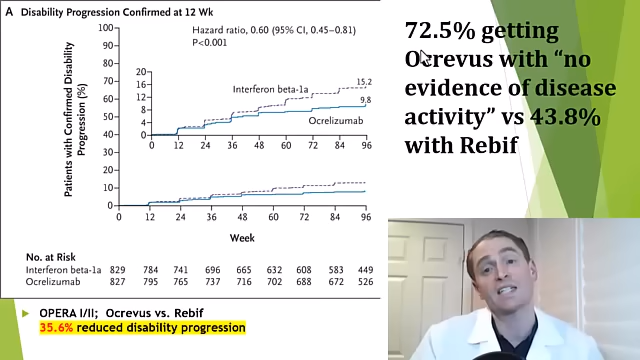 A Disability Progression Confirmed at 12 Wk
Hazard ratio, 0.60 (95% CI, 0.45–0.81)
P<0.001
Patients with Confirmed Disability
Progression (%)
100
90
80
70
60
50
40
30
20
10
0
20
16
12
8
4
0
Interferon beta-1a
15.2
9.8
Ocrelizumab
0 12 24 36 48 60 72 84 96
0 12 24 36 48 60 72 84 96
Week
No. at Risk
Interferon beta-1a 829 784 741 696 665 632 608 583 449
Ocrelizumab 827 795 765 737 716 702 688 672 526
OPERA I/II; Ocrevus vs. Rebif
35.6% reduced disability progression
72.5% getting
Ocrevus with “no
evidence of disease
activity” vs 43.8%
with Rebif